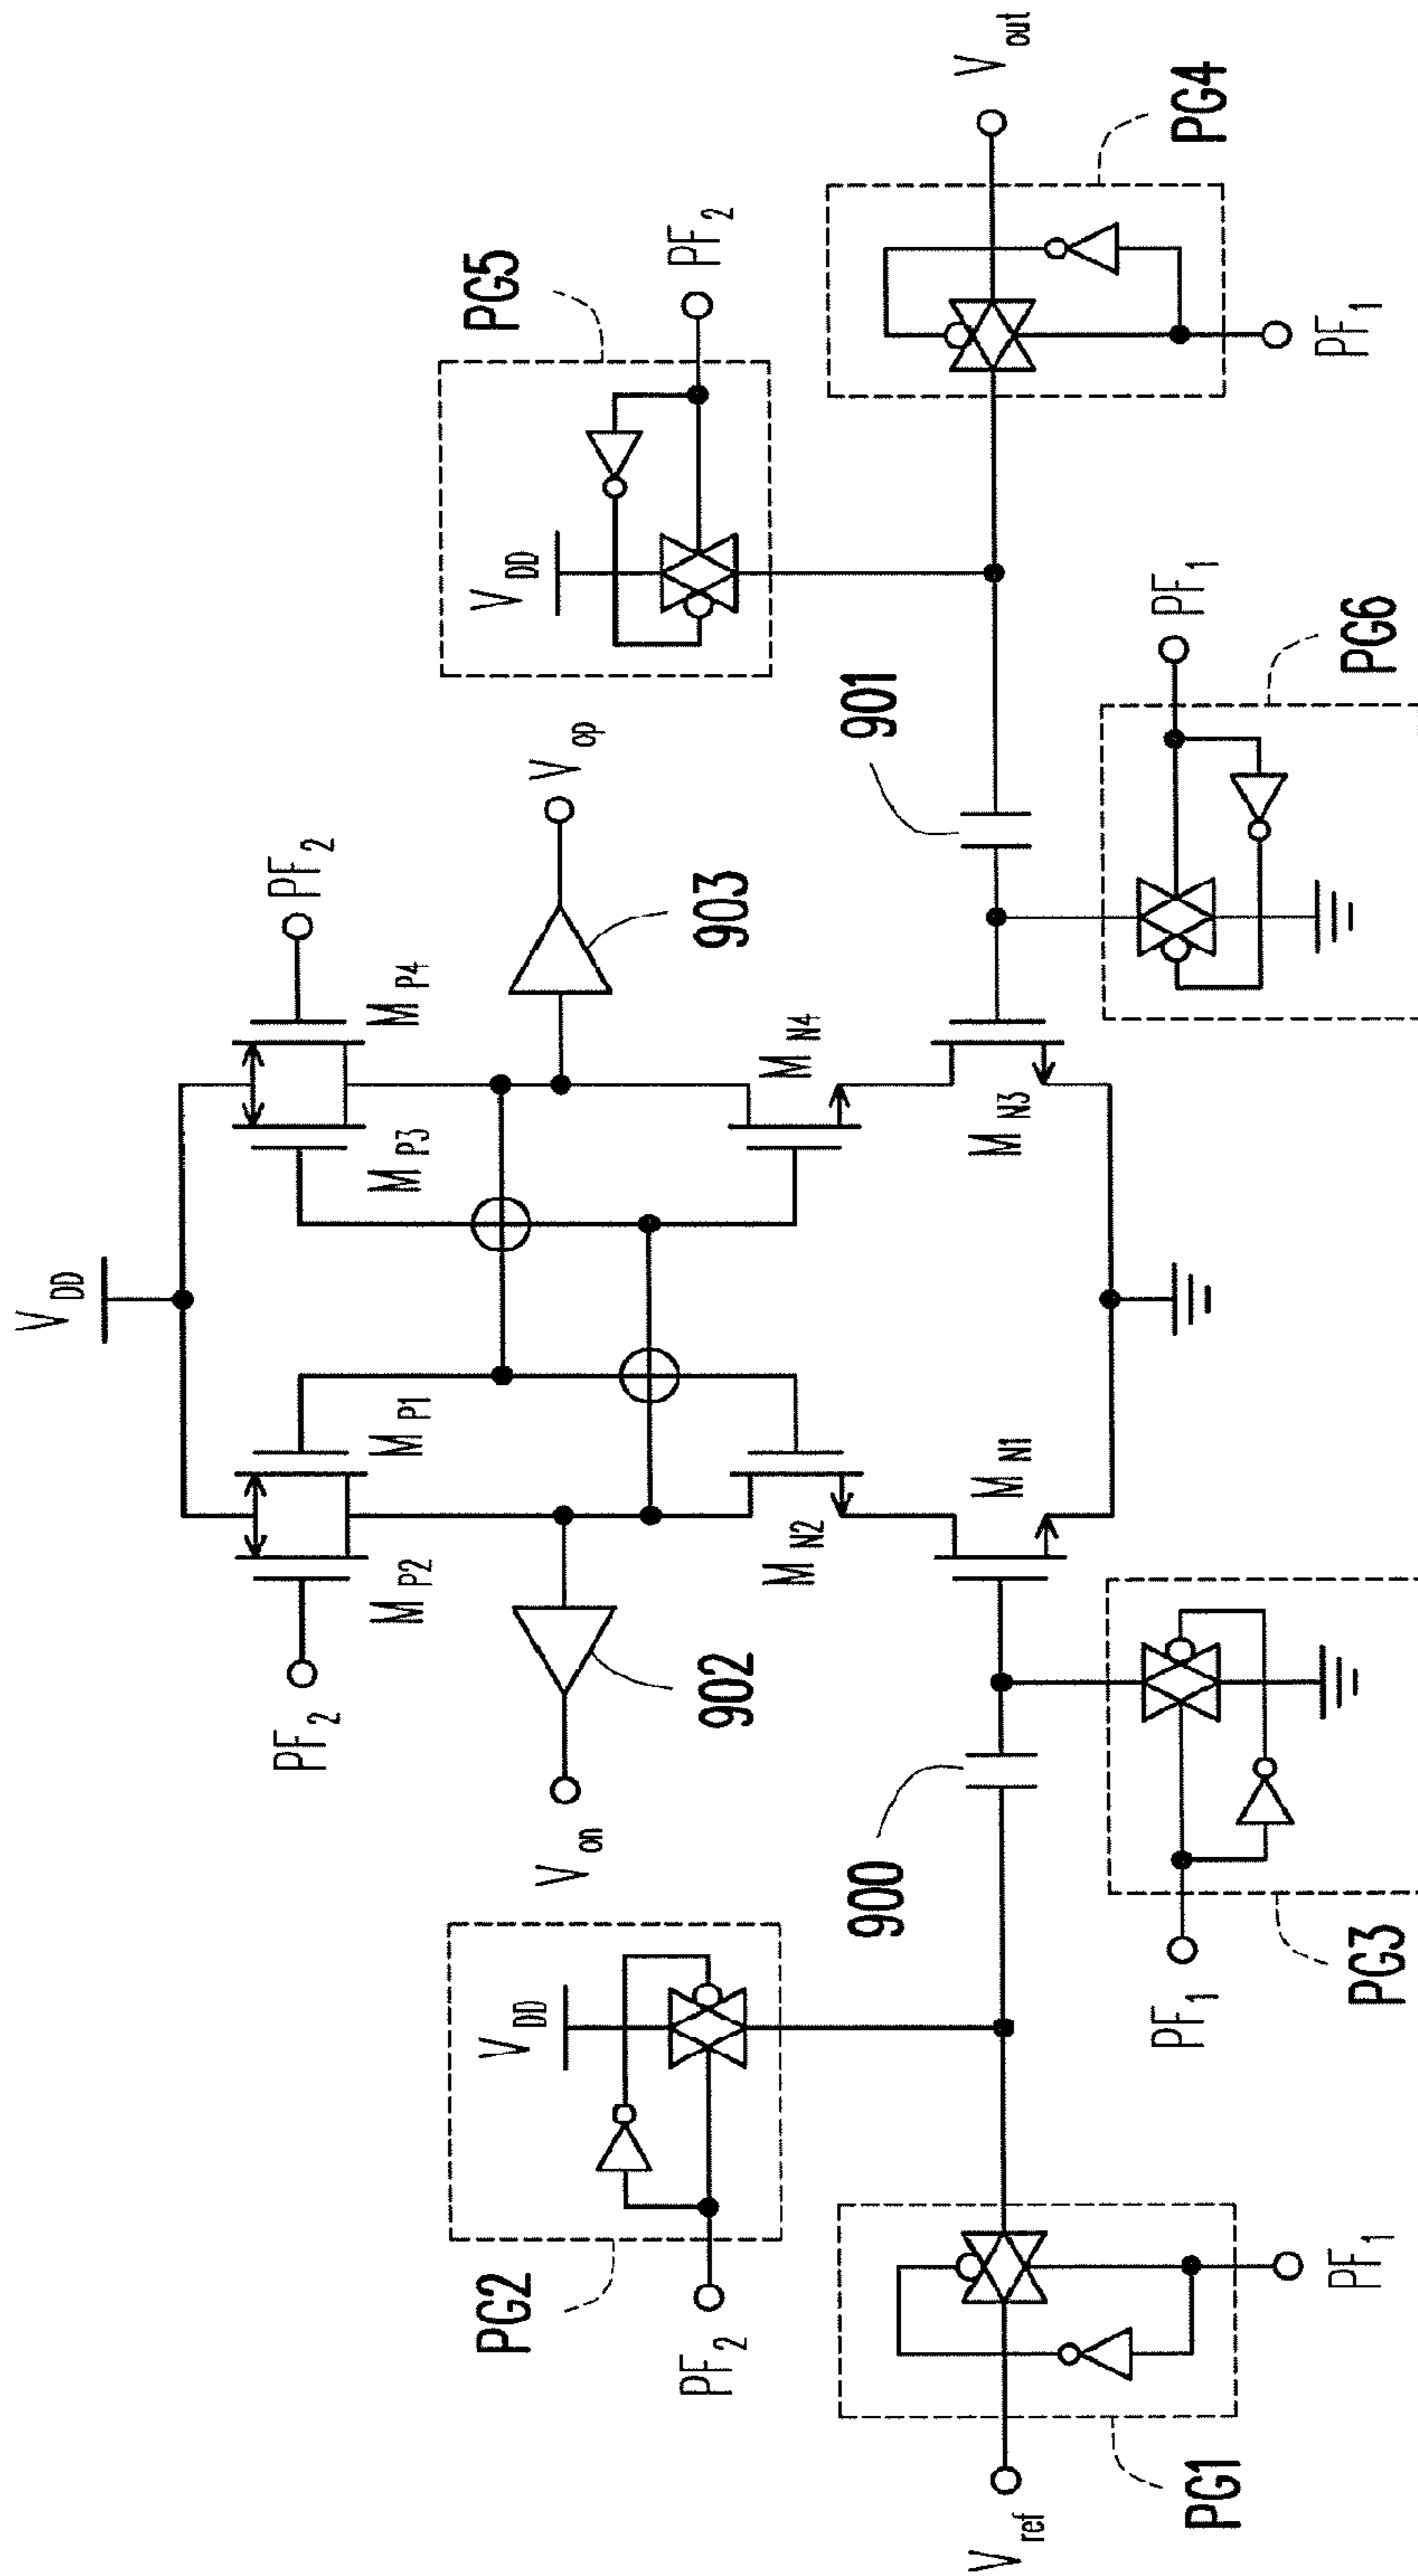 V_DD
PF_2
M_P2
M_P1
M_P3
M_P4
PF_2
V_on
902
903
V_op
M_N2
M_N4
M_N1
M_N3
PG2
V_DD
PF_2
PG5
V_DD
PF_2
900
901
V_ref
PG1
PF_1
PG3
PF_1
PG6
PF_1
V_out
PG4
PF_1